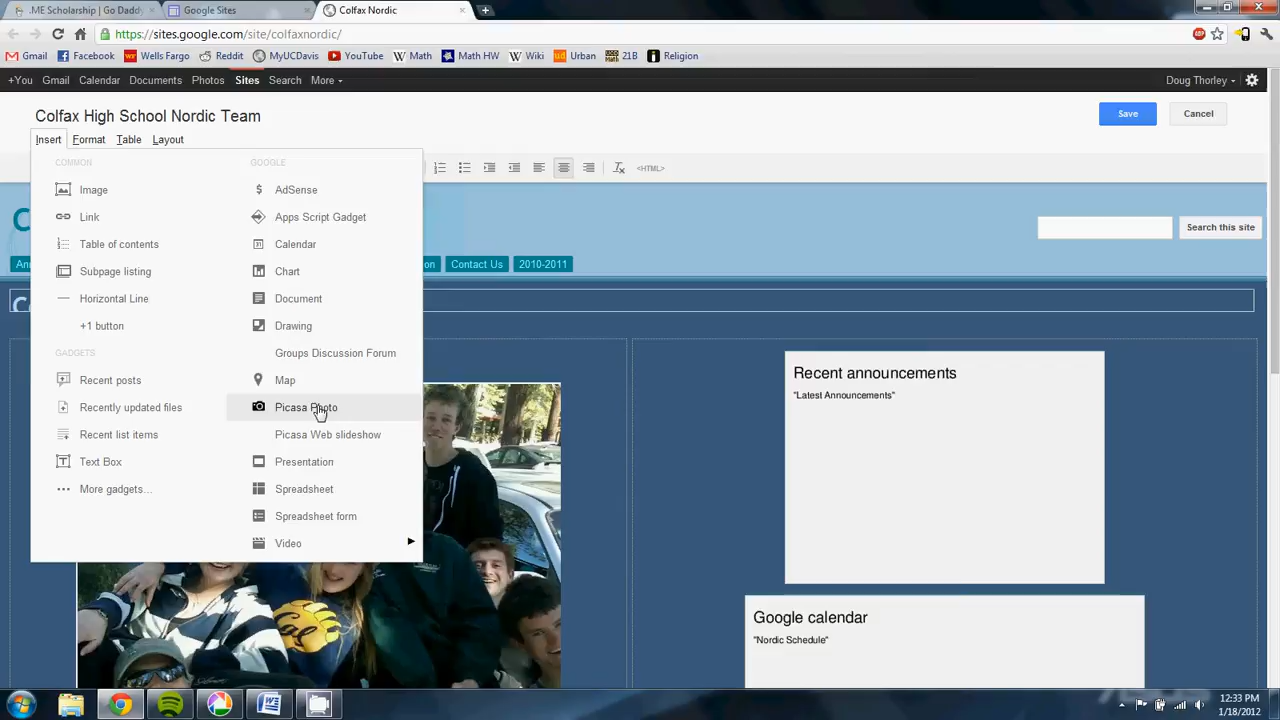 .ME Scholarship | Go Dadd
Google Sites
Colfax Nordic
https://sites.google.com/site/colfaxnordic/
Gmail Facebook Wells Fargo Reddit MyUCDavis YouTube Math Math HW Wiki Urban 21B Religion
+You Gmail Calendar Documents Photos Sites Search More
Doug Thorley
Colfax High School Nordic Team
Save
Cancel
Insert Format Table Layout
<HTML>
COMMON
Image
Link
Table of contents
Subpage listing
Horizontal Line
+1 button
GADGETS
Recent posts
Recently updated files
Recent list items
Text Box
More gadgets...
GOOGLE
AdSense
Apps Script Gadget
Calendar
Chart
Document
Drawing
Groups Discussion Forum
Map
Picasa Photo
Picasa Web slideshow
Presentation
Spreadsheet
Spreadsheet form
Video
Search this site
Contact Us
2010-2011
Recent announcements
"Latest Announcements"
Google calendar
"Nordic Schedule"
12:33 PM
1/18/2012